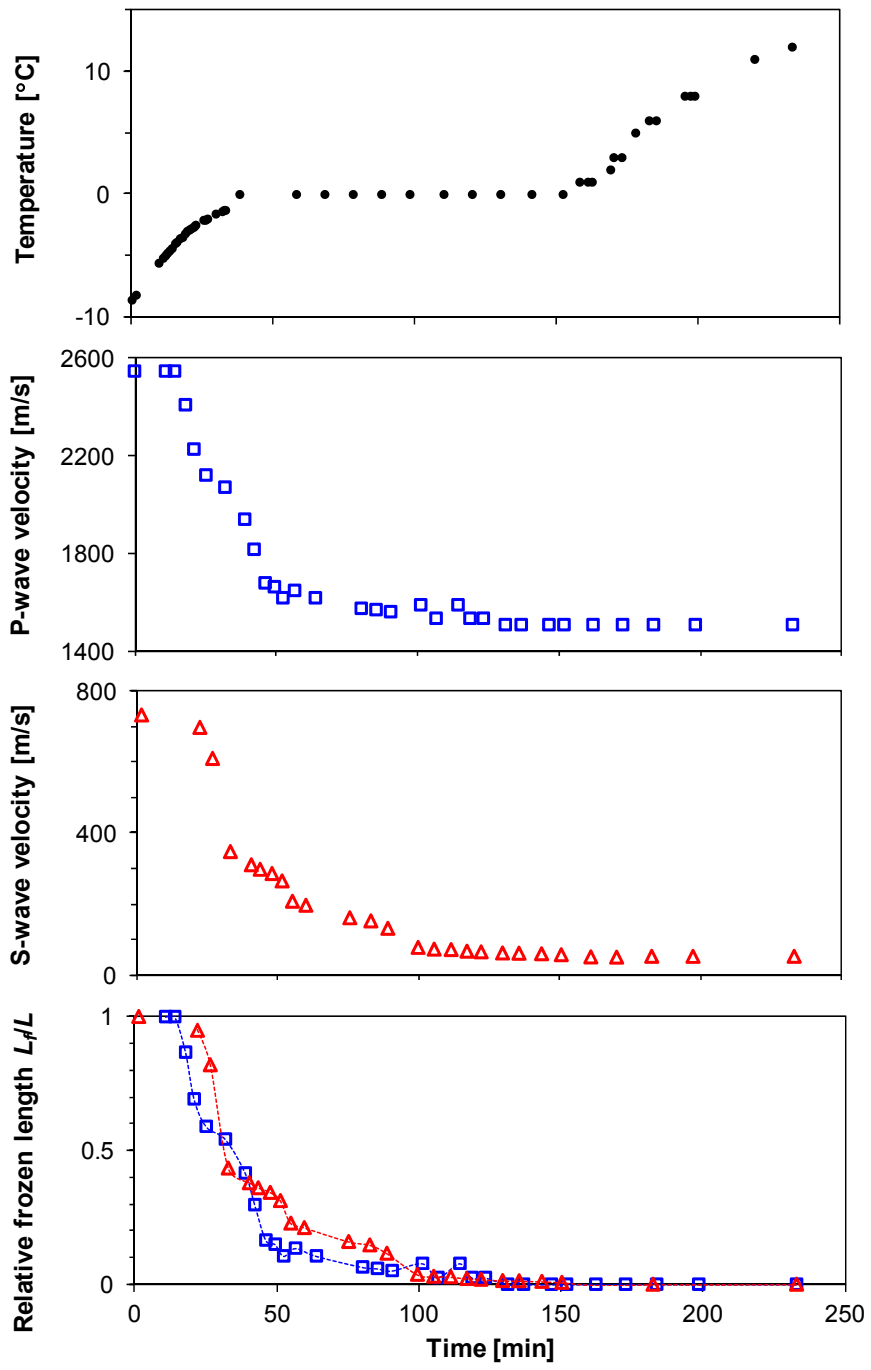 Temperature [°C]
10
0
-10
P-wave velocity [m/s]
2600
2200
1800
1400
S-wave velocity [m/s]
800
400
0
Relative frozen length Lf/L
1
0.5
0
0 50 100 150 200 250
Time [min]